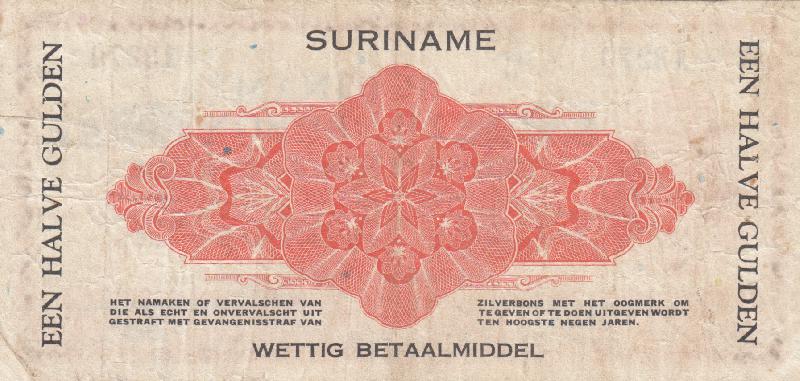 SURINAME
EEN HALVE GULDEN
EEN HALVE GULDEN
HET NAMAKEN OF VERVALSCHEN VAN ZILVERBONS MET HET OOGMERK OM
DIE ALS ECHT EN ONVERVALSCHT UIT TE GEVEN OF TE DOEN UITGEVEN WORDT
GESTRAFT MET GEVANGENISSTRAF VAN TEN HOOGSTE NEGEN JAREN.
WETTIG BETAALMIDDEL